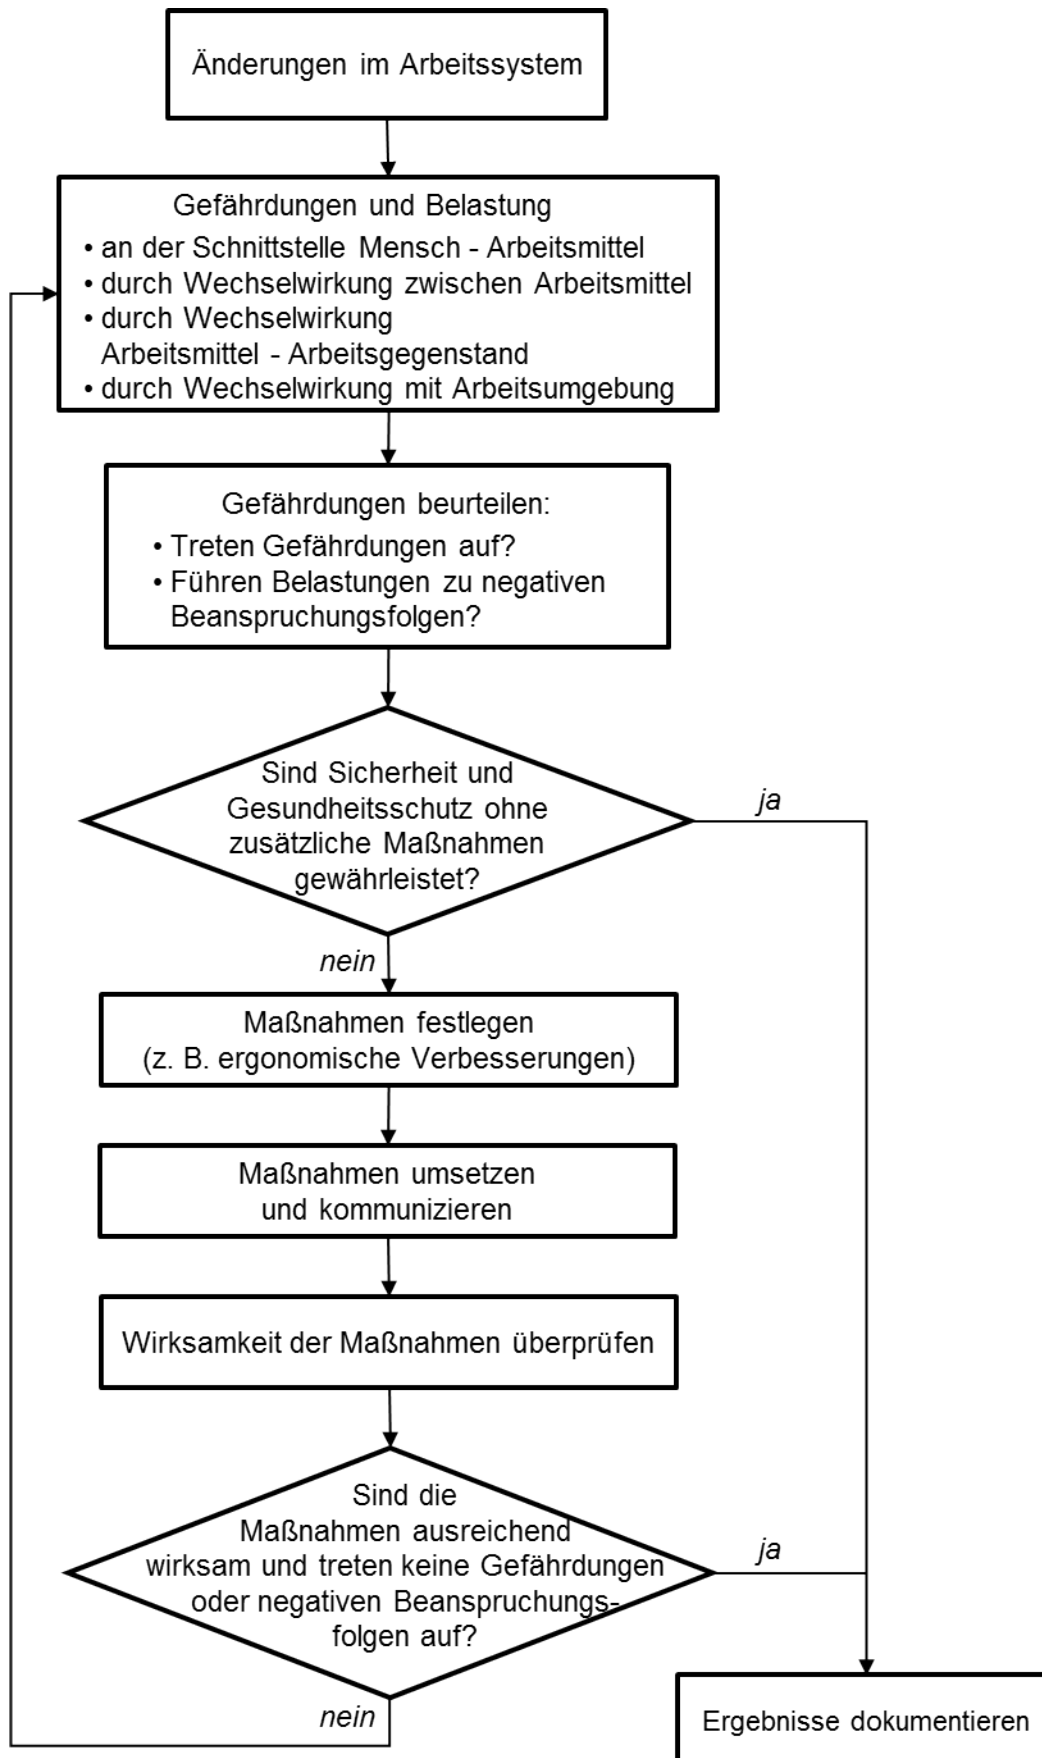 Änderungen im Arbeitssystem
Gefährdungen und Belastung
• an der Schnittstelle Mensch - Arbeitsmittel
• durch Wechselwirkung zwischen Arbeitsmittel
• durch Wechselwirkung
Arbeitsmittel - Arbeitsgegenstand
• durch Wechselwirkung mit Arbeitsumgebung
Gefährdungen beurteilen:
• Treten Gefährdungen auf?
• Führen Belastungen zu negativen
Beanspruchungsfolgen?
Sind Sicherheit und
Gesundheitsschutz ohne
zusätzliche Maßnahmen
gewährleistet?
ja
nein
Maßnahmen festlegen
(z. B. ergonomische Verbesserungen)
Maßnahmen umsetzen
und kommunizieren
Wirksamkeit der Maßnahmen überprüfen
Sind die
Maßnahmen ausreichend
wirksam und treten keine Gefährdungen
oder negativen Beanspruchungs-
folgen auf?
ja
nein
Ergebnisse dokumentieren